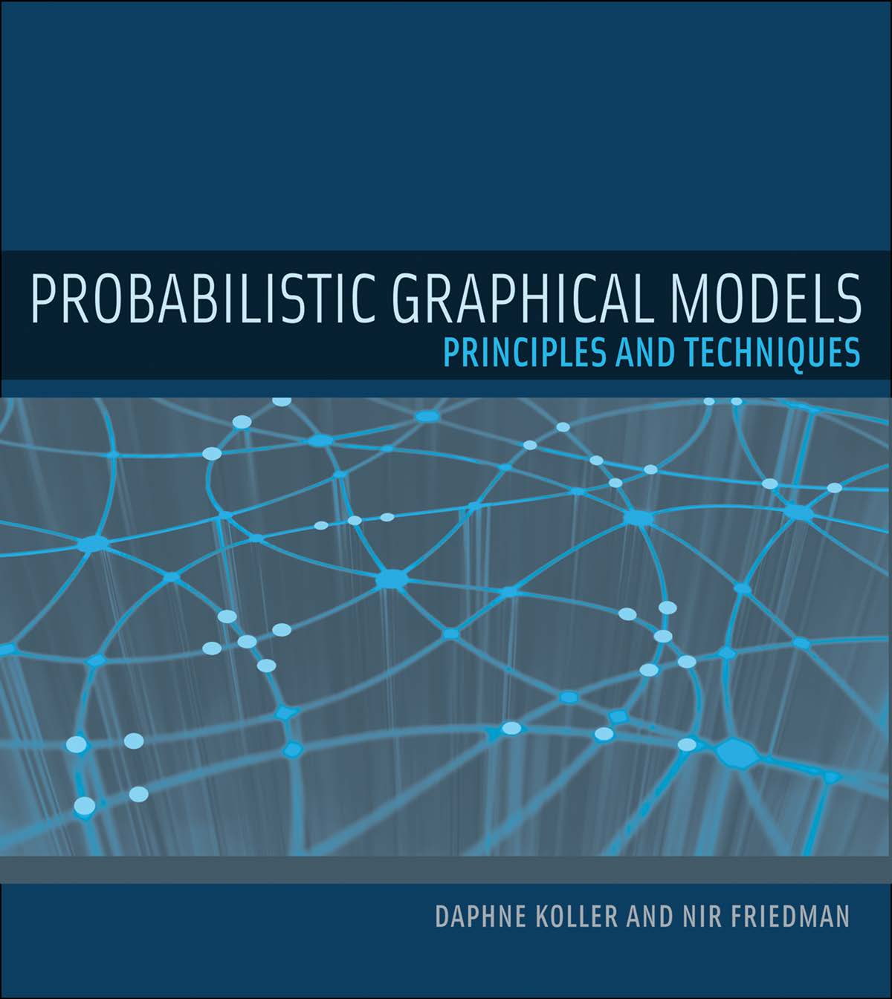 PROBABILISTIC GRAPHICAL MODELS
PRINCIPLES AND TECHNIQUES
DAPHNE KOLLER AND NIR FRIEDMAN